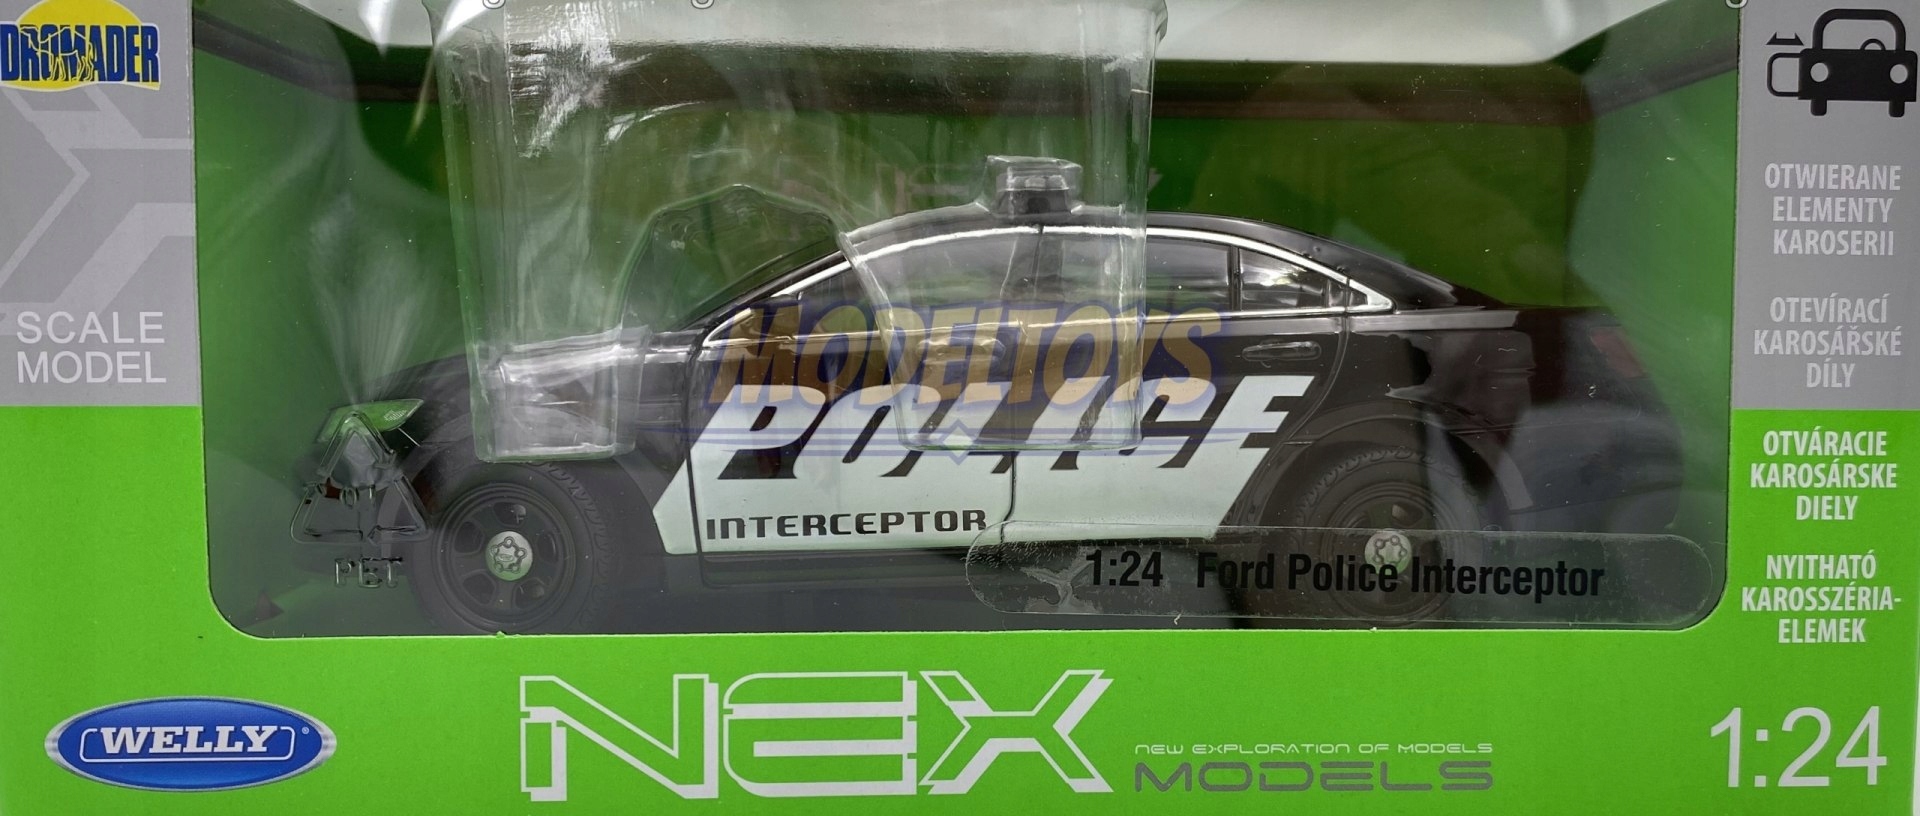 DROMADER
SCALE
MODEL
OTWIERANE
ELEMENTY
KAROSERII
OTEVÍRACÍ
KAROSÁŘSKÉ
DÍLY
OTVÁRACIE
KAROSÁRSKE
DIELY
NYITHATÓ
KAROSSZÉRIA-
ELEMEK
MODELTOYS
POLICE
INTERCEPTOR
PET
1:24 Ford Police Interceptor
WELLY®
NEX
NEW EXPLORATION OF MODELS
MODELS
1:24